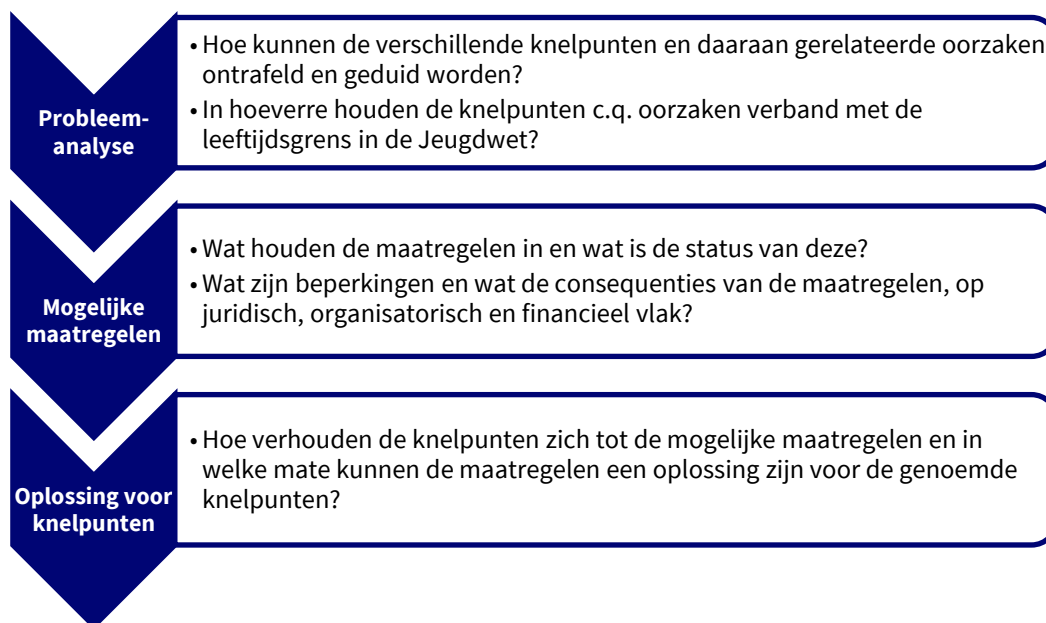 Probleem-
analyse
• Hoe kunnen de verschillende knelpunten en daaraan gerelateerde oorzaken
ontrafeld en geduid worden?
• In hoeverre houden de knelpunten c.q. oorzaken verband met de
leeftijdsgrens in de Jeugdwet?
Mogelijke
maatregelen
• Wat houden de maatregelen in en wat is de status van deze?
• Wat zijn beperkingen en wat de consequenties van de maatregelen, op
juridisch, organisatorisch en financieel vlak?
Oplossing voor
knelpunten
• Hoe verhouden de knelpunten zich tot de mogelijke maatregelen en in
welke mate kunnen de maatregelen een oplossing zijn voor de genoemde
knelpunten?